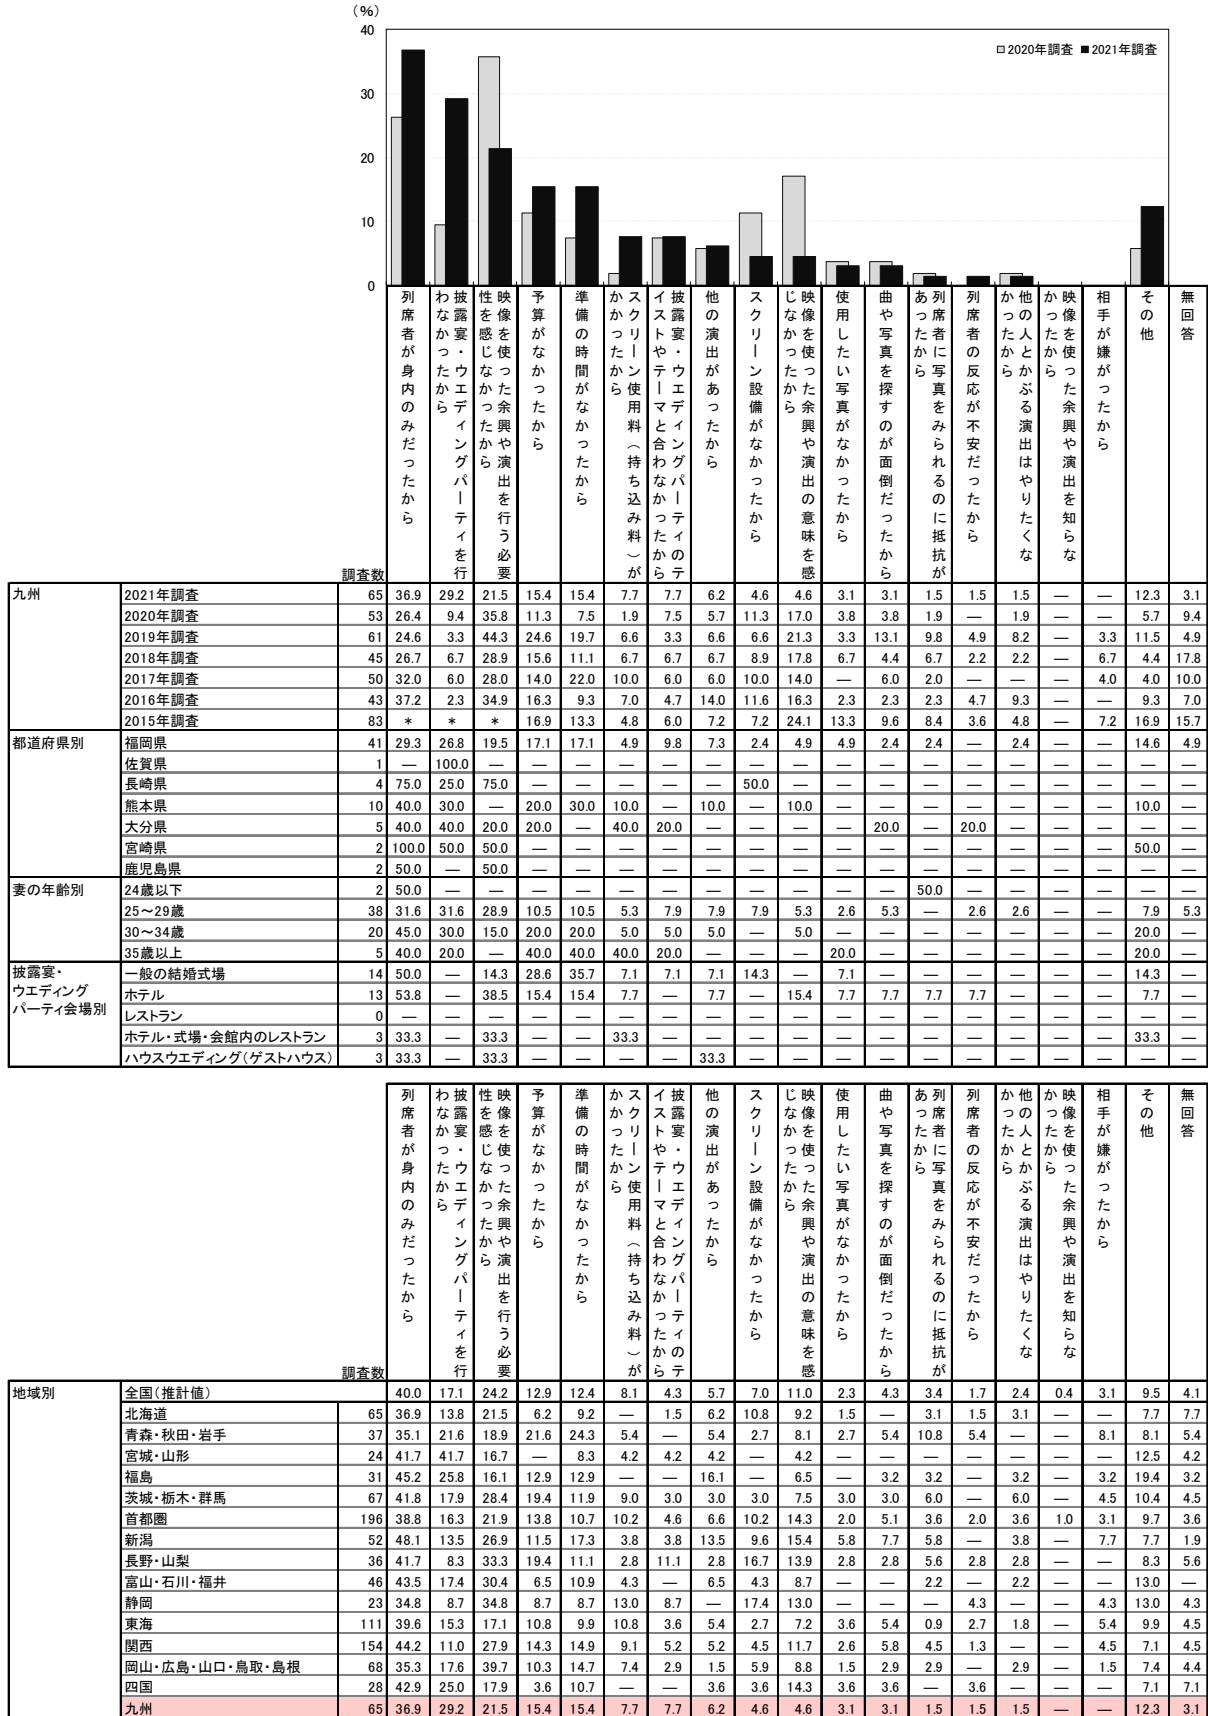 (%)
40
30
20
10
0
2020年調査 2021年調査
調査数
列席者が身内のみだったから
披露宴・ウエディングパーティを行わなかったから
映像を使った余興や演出を行う必要性を感じなかったから
予算がなかったから
準備の時間がなかったから
スクリーン使用料(持ち込み料)がかかったから
披露宴・ウエディングパーティのテイストやテーマと合わなかったから
他の演出があったから
スクリーン設備がなかったから
映像を使った余興や演出の意味を感じなかったから
使用したい写真がなかったから
曲や写真を探すのが面倒だったから
列席者に写真をみられるのに抵抗があったから
列席者の反応が不安だったから
他の人とかぶる演出はやりたくなかったから
映像を使った余興や演出を知らなかったから
相手が嫌がったから
その他
無回答
九州 2021年調査 65 36.9 29.2 21.5 15.4 15.4 7.7 7.7 6.2 4.6 4.6 3.1 3.1 1.5 1.5 1.5 — — 12.3 3.1
2020年調査 53 26.4 9.4 35.8 11.3 7.5 1.9 7.5 5.7 11.3 17.0 3.8 3.8 1.9 — 1.9 — — 5.7 9.4
2019年調査 61 24.6 3.3 44.3 24.6 19.7 6.6 3.3 6.6 6.6 21.3 3.3 13.1 9.8 4.9 8.2 — 3.3 11.5 4.9
2018年調査 45 26.7 6.7 28.9 15.6 11.1 6.7 6.7 6.7 8.9 17.8 6.7 4.4 6.7 2.2 2.2 — 6.7 4.4 17.8
2017年調査 50 32.0 6.0 28.0 14.0 22.0 10.0 6.0 6.0 10.0 14.0 — 6.0 2.0 — — — 4.0 4.0 10.0
2016年調査 43 37.2 2.3 34.9 16.3 9.3 7.0 4.7 14.0 11.6 16.3 2.3 2.3 2.3 4.7 9.3 — — 9.3 7.0
2015年調査 83 * * * 16.9 13.3 4.8 6.0 7.2 7.2 24.1 13.3 9.6 8.4 3.6 4.8 — 7.2 16.9 15.7
都道府県別 福岡県 41 29.3 26.8 19.5 17.1 17.1 4.9 9.8 7.3 2.4 4.9 4.9 2.4 2.4 — 2.4 — — 14.6 4.9
佐賀県 1 — 100.0 — — — — — — — — — — — — — — — — —
長崎県 4 75.0 25.0 75.0 — — — — — 50.0 — — — — — — — — — —
熊本県 10 40.0 30.0 — 20.0 30.0 10.0 — 10.0 — 10.0 — — — — — — — 10.0 —
大分県 5 40.0 40.0 20.0 20.0 — 40.0 20.0 — — — — 20.0 — 20.0 — — — — —
宮崎県 2 100.0 50.0 50.0 — — — — — — — — — — — — — — 50.0 —
鹿児島県 2 50.0 — 50.0 — — — — — — — — — — — — — — — —
妻の年齢別 24歳以下 2 50.0 — — — — — — — — — — — 50.0 — — — — — —
25~29歳 38 31.6 31.6 28.9 10.5 10.5 5.3 7.9 7.9 7.9 5.3 2.6 5.3 — 2.6 2.6 — — 7.9 5.3
30~34歳 20 45.0 30.0 15.0 20.0 20.0 5.0 5.0 5.0 — 5.0 — — — — — — — 20.0 —
35歳以上 5 40.0 20.0 — 40.0 40.0 40.0 20.0 — — — 20.0 — — — — — — 20.0 —
披露宴・ウエディングパーティ会場別 一般の結婚式場 14 50.0 — 14.3 28.6 35.7 7.1 7.1 7.1 14.3 — 7.1 — — — — — — 14.3 —
ホテル 13 53.8 — 38.5 15.4 15.4 7.7 — 7.7 — 15.4 7.7 7.7 7.7 7.7 — — — 7.7 —
レストラン 0 — — — — — — — — — — — — — — — — — — —
ホテル・式場・会館内のレストラン 3 33.3 — 33.3 — — 33.3 — — — — — — — — — — — 33.3 —
ハウスウエディング(ゲストハウス) 3 33.3 — 33.3 — — — — 33.3 — — — — — — — — — — —
調査数
列席者が身内のみだったから
披露宴・ウエディングパーティを行わなかったから
映像を使った余興や演出を行う必要性を感じなかったから
予算がなかったから
準備の時間がなかったから
スクリーン使用料(持ち込み料)がかかったから
披露宴・ウエディングパーティのテイストやテーマと合わなかったから
他の演出があったから
スクリーン設備がなかったから
映像を使った余興や演出の意味を感じなかったから
使用したい写真がなかったから
曲や写真を探すのが面倒だったから
列席者に写真をみられるのに抵抗があったから
列席者の反応が不安だったから
他の人とかぶる演出はやりたくなかったから
映像を使った余興や演出を知らなかったから
相手が嫌がったから
その他
無回答
地域別 全国(推計値) 40.0 17.1 24.2 12.9 12.4 8.1 4.3 5.7 7.0 11.0 2.3 4.3 3.4 1.7 2.4 0.4 3.1 9.5 4.1
北海道 65 36.9 13.8 21.5 6.2 9.2 — 1.5 6.2 10.8 9.2 1.5 — 3.1 1.5 3.1 — — 7.7 7.7
青森・秋田・岩手 37 35.1 21.6 18.9 21.6 24.3 5.4 — 5.4 2.7 8.1 2.7 5.4 10.8 5.4 — — 8.1 8.1 5.4
宮城・山形 24 41.7 41.7 16.7 — 8.3 4.2 4.2 4.2 — 4.2 — — — — — — — 12.5 4.2
福島 31 45.2 25.8 16.1 12.9 12.9 — — 16.1 — 6.5 — 3.2 3.2 — 3.2 — 3.2 19.4 3.2
茨城・栃木・群馬 67 41.8 17.9 28.4 19.4 11.9 9.0 3.0 3.0 3.0 7.5 3.0 3.0 6.0 — 6.0 — 4.5 10.4 4.5
首都圏 196 38.8 16.3 21.9 13.8 10.7 10.2 4.6 6.6 10.2 14.3 2.0 5.1 3.6 2.0 3.6 1.0 3.1 9.7 3.6
新潟 52 48.1 13.5 26.9 11.5 17.3 3.8 3.8 13.5 9.6 15.4 5.8 7.7 5.8 — 3.8 — 7.7 7.7 1.9
長野・山梨 36 41.7 8.3 33.3 19.4 11.1 2.8 11.1 2.8 16.7 13.9 2.8 2.8 5.6 2.8 2.8 — — 8.3 5.6
富山・石川・福井 46 43.5 17.4 30.4 6.5 10.9 4.3 — 6.5 4.3 8.7 — — 2.2 — 2.2 — — 13.0 —
静岡 23 34.8 8.7 34.8 8.7 8.7 13.0 8.7 — 17.4 13.0 — — — 4.3 — — 4.3 13.0 4.3
東海 111 39.6 15.3 17.1 10.8 9.9 10.8 3.6 5.4 2.7 7.2 3.6 5.4 0.9 2.7 1.8 — 5.4 9.9 4.5
関西 154 44.2 11.0 27.9 14.3 14.9 9.1 5.2 5.2 4.5 11.7 2.6 5.8 4.5 1.3 — — 4.5 7.1 4.5
岡山・広島・山口・鳥取・島根 68 35.3 17.6 39.7 10.3 14.7 7.4 2.9 1.5 5.9 8.8 1.5 2.9 2.9 — 2.9 — 1.5 7.4 4.4
四国 28 42.9 25.0 17.9 3.6 10.7 — — 3.6 3.6 14.3 3.6 3.6 — 3.6 — — — 7.1 7.1
九州 65 36.9 29.2 21.5 15.4 15.4 7.7 7.7 6.2 4.6 4.6 3.1 3.1 1.5 1.5 1.5 — — 12.3 3.1